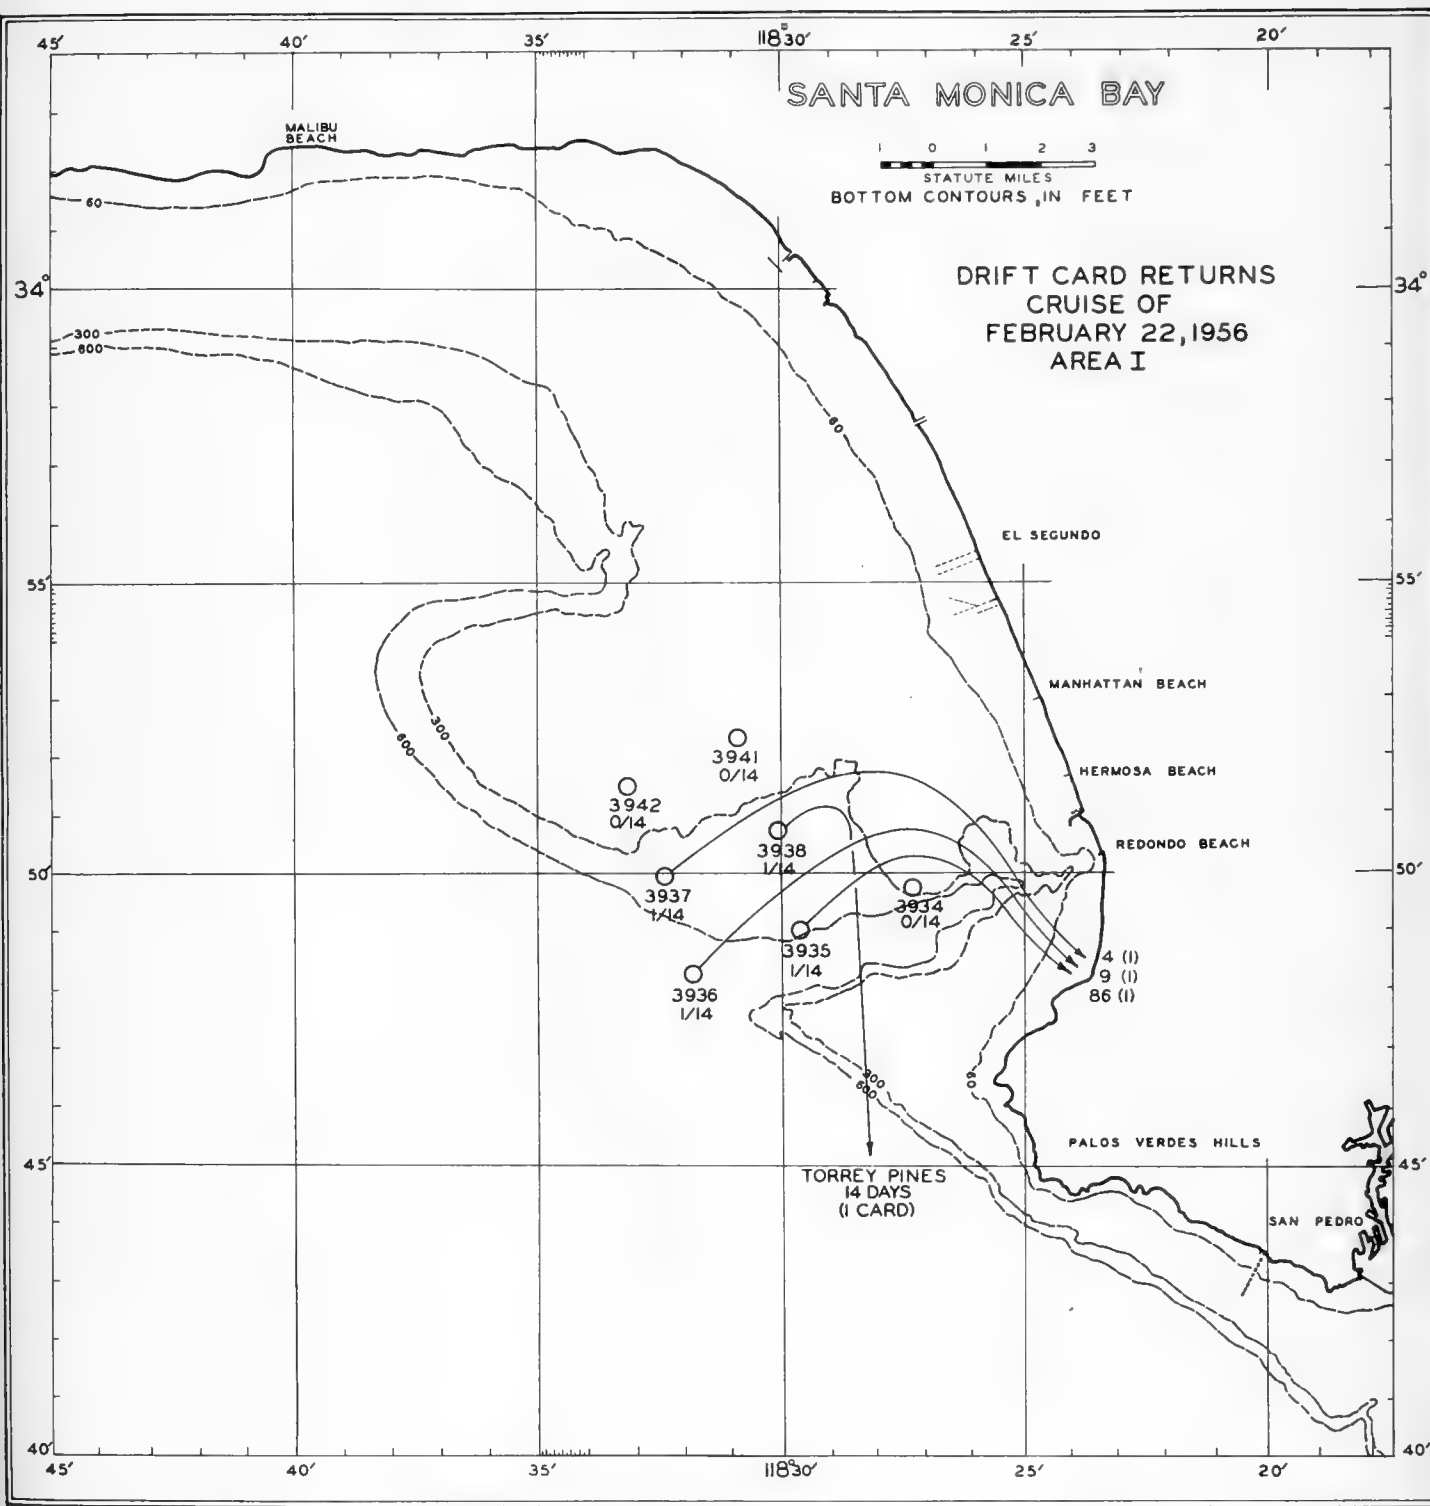 45′ 40′ 35′ 118°30′ 25′ 20′
SANTA MONICA BAY
MALIBU
BEACH
1 0 1 2 3
STATUTE MILES
BOTTOM CONTOURS, IN FEET
60
34° 34°
DRIFT CARD RETURNS
CRUISE OF
FEBRUARY 22, 1956
AREA I
300
600
60
EL SEGUNDO
55′ 55′
MANHATTAN BEACH
300
600
3941
0/14
HERMOSA BEACH
3942
0/14
REDONDO BEACH
3938
1/14
50′ 50′
3937
1/14
3934
0/14
3935
1/14
4 (1)
9 (1)
86 (1)
3936
1/14
300
600
60
PALOS VERDES HILLS
45′ 45′
TORREY PINES
14 DAYS
(1 CARD)
SAN PEDRO
40′ 40′
45′ 40′ 35′ 118°30′ 25′ 20′